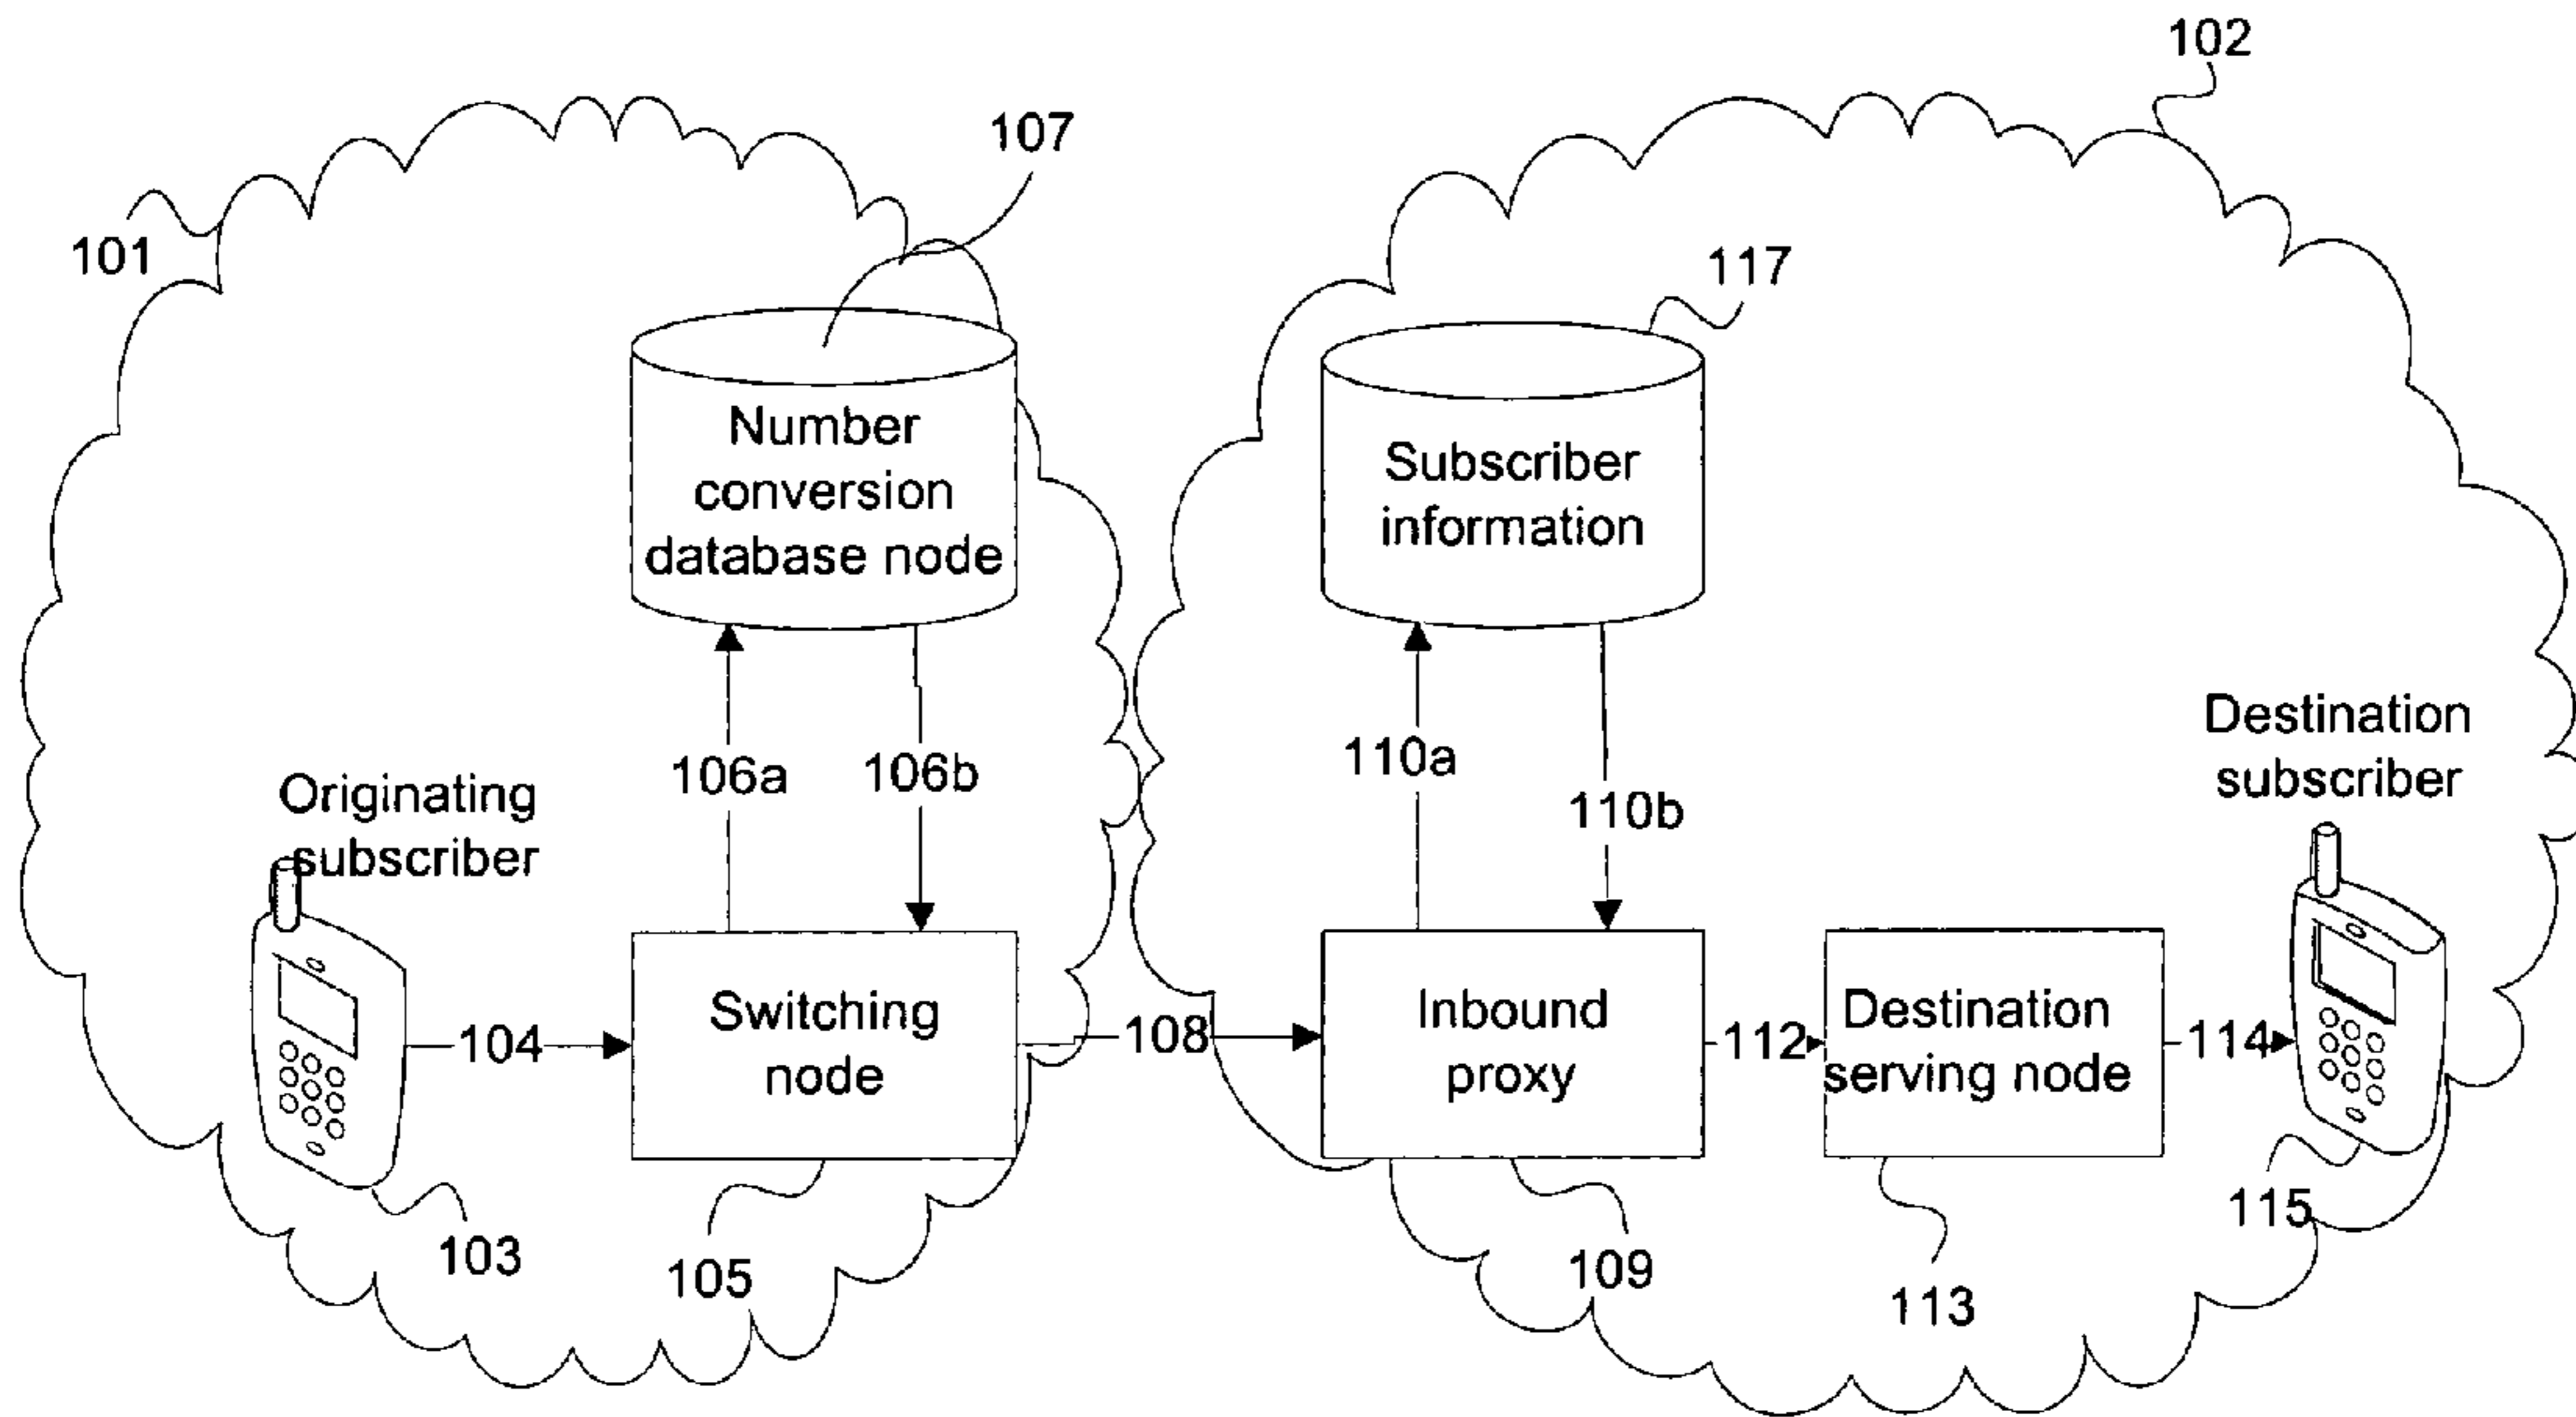 102
107
101
117
Number
conversion
database node
Subscriber
information
Destination
subscriber
106a
106b
110a
110b
Originating
subscriber
Switching
node
Inbound
proxy
Destination
serving node
104
108
112
114
103
105
109
113
115